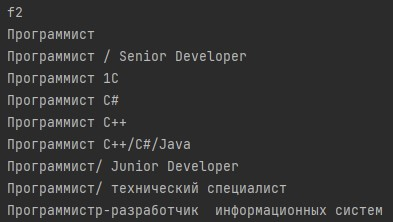 f2
Программист
Программист / Senior Developer
Программист 1C
Программист C#
Программист C++
Программист C++/C#/Java
Программист/ Junior Developer
Программист/ технический специалист
Программистр-разработчик  информационных систем